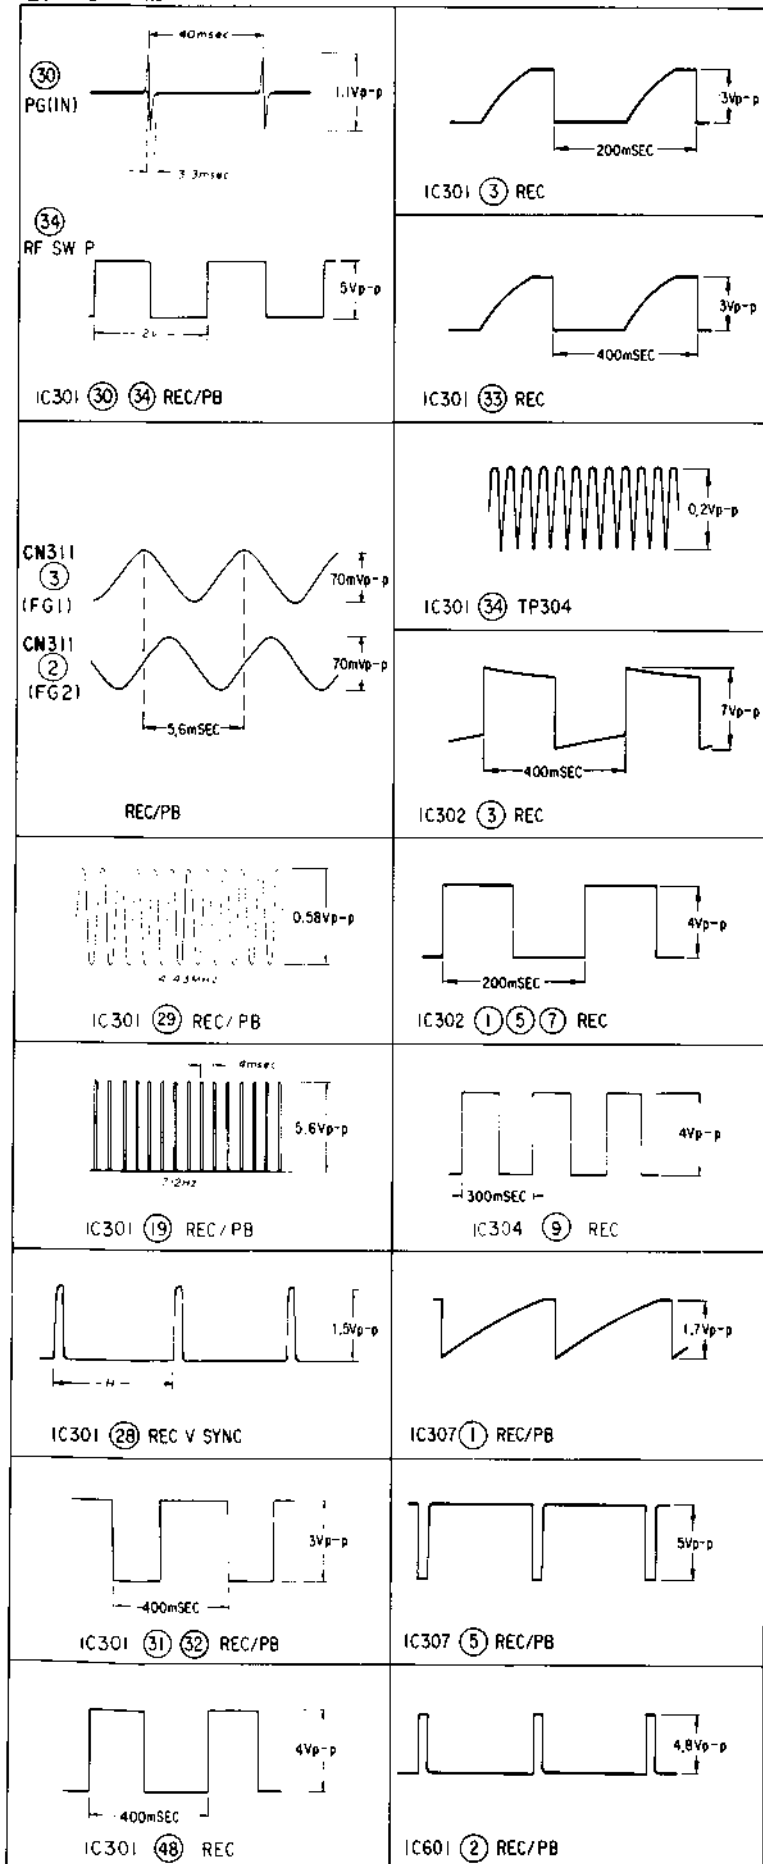 40msec
30
PG(IN)
1.1Vp-p
3.3msec
34
RF SW P
5Vp-p
2v
IC301 30 34 REC/PB
3Vp-p
200mSEC
IC301 3 REC
3Vp-p
400mSEC
IC301 33 REC
CN311
3
(FG1)
70mVp-p
CN311
2
(FG2)
70mVp-p
5,6mSEC
REC/PB
0,2Vp-p
IC301 34 TP304
7Vp-p
400mSEC
IC302 3 REC
0.58Vp-p
4.43MHz
IC301 29 REC/PB
4Vp-p
200mSEC
IC302 1 5 7 REC
4msec
5.6Vp-p
IC301 19 REC/PB
4Vp-p
300mSEC
IC304 9 REC
1,5Vp-p
H
IC301 28 REC V SYNC
1,7Vp-p
IC307 1 REC/PB
3Vp-p
400mSEC
IC301 31 32 REC/PB
5Vp-p
IC307 5 REC/PB
4Vp-p
400mSEC
IC301 48 REC
4,8Vp-p
IC601 2 REC/PB